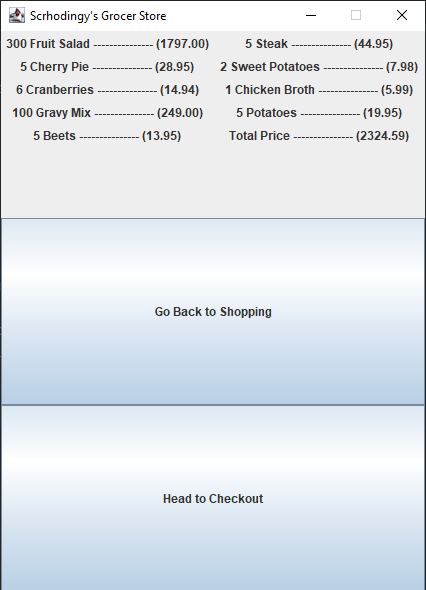 Scrhodingy's Grocer Store
300 Fruit Salad --------------- (1797.00) 5 Steak --------------- (44.95)
5 Cherry Pie --------------- (28.95) 2 Sweet Potatoes --------------- (7.98)
6 Cranberries --------------- (14.94) 1 Chicken Broth --------------- (5.99)
100 Gravy Mix --------------- (249.00) 5 Potatoes --------------- (19.95)
5 Beets --------------- (13.95) Total Price --------------- (2324.59)
Go Back to Shopping
Head to Checkout